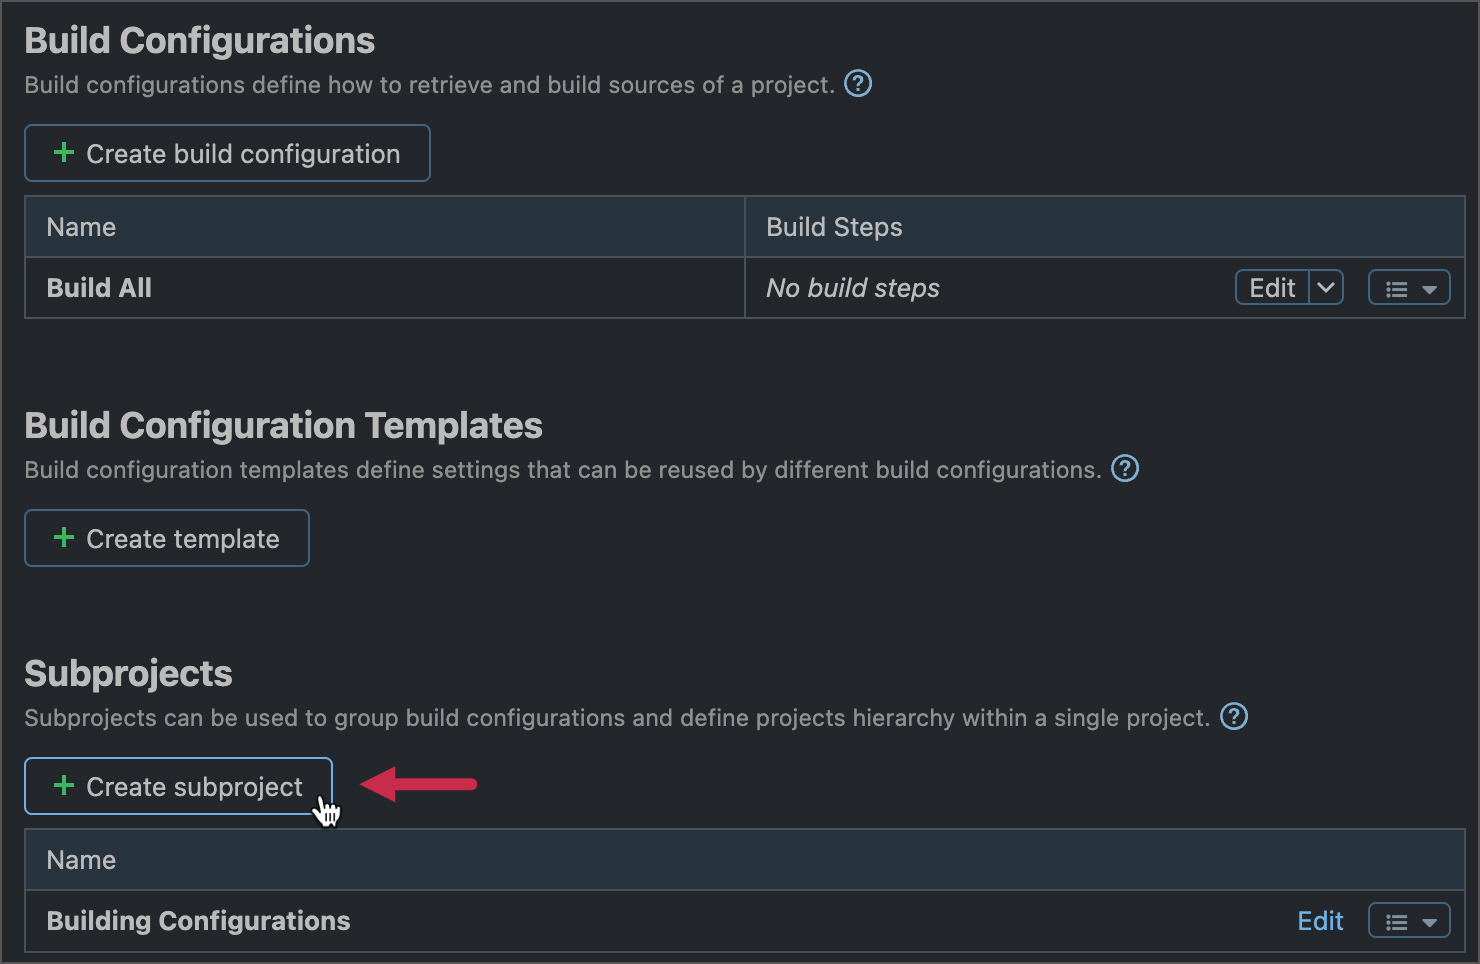 Build Configurations
Build configurations define how to retrieve and build sources of a project. ?
+ Create build configuration
Name Build Steps
Build All No build steps Edit
Build Configuration Templates
Build configuration templates define settings that can be reused by different build configurations. ?
+ Create template
Subprojects
Subprojects can be used to group build configurations and define projects hierarchy within a single project. ?
+ Create subproject
Name
Building Configurations Edit